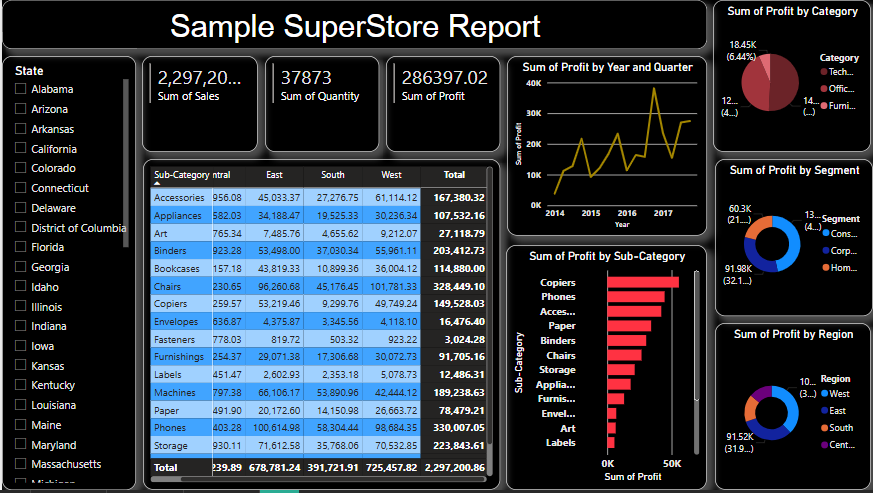 Sample SuperStore Report
State
Alabama
Arizona
Arkansas
California
Colorado
Connecticut
Delaware
District of Columbia
Florida
Georgia
Idaho
Illinois
Indiana
Iowa
Kansas
Kentucky
Louisiana
Maine
Maryland
Massachusetts
2,297,20...
Sum of Sales
37873
Sum of Quantity
286397.02
Sum of Profit
Sub-Category ntral East South West Total
Accessories 956.08 45,033.37 27,276.75 61,114.12 167,380.32
Appliances 582.03 34,188.47 19,525.33 30,236.34 107,532.16
Art 765.34 7,485.76 4,655.62 9,212.07 27,118.79
Binders 923.28 53,498.00 37,030.34 55,961.11 203,412.73
Bookcases 157.18 43,819.33 10,899.36 36,004.12 114,880.00
Chairs 230.65 96,260.68 45,176.45 101,781.33 328,449.10
Copiers 259.57 53,219.46 9,299.76 49,749.24 149,528.03
Envelopes 636.87 4,375.87 3,345.56 4,118.10 16,476.40
Fasteners 778.03 819.72 503.32 923.22 3,024.28
Furnishings 254.37 29,071.38 17,306.68 30,072.73 91,705.16
Labels 451.47 2,602.93 2,353.18 5,078.73 12,486.31
Machines 797.38 66,106.17 53,890.96 42,444.12 189,238.63
Paper 491.90 20,172.60 14,150.98 26,663.72 78,479.21
Phones 403.28 100,614.98 58,304.44 98,684.35 330,007.05
Storage 930.11 71,612.58 35,768.06 70,532.85 223,843.61
Total 239.89 678,781.24 391,721.91 725,457.82 2,297,200.86
Sum of Profit by Year and Quarter
Sum of Profit
40K
30K
20K
10K
0K
2014 2015 2016 2017
Year
Sum of Profit by Sub-Category
Sub-Category
Copiers
Phones
Acces...
Paper
Binders
Chairs
Storage
Applia...
Furnis...
Envel...
Art
Labels
0K 50K
Sum of Profit
Sum of Profit by Category
18.45K
(6.44%)
12...
(4...)
14...
(...)
Category
Tech...
Offic...
Furni...
Sum of Profit by Segment
60.3K
(21....)
13...
(4...)
91.98K
(32.1...)
Segment
Cons...
Corp...
Hom...
Sum of Profit by Region
10...
(3...)
91.52K
(31.9...)
Region
West
East
South
Cent...